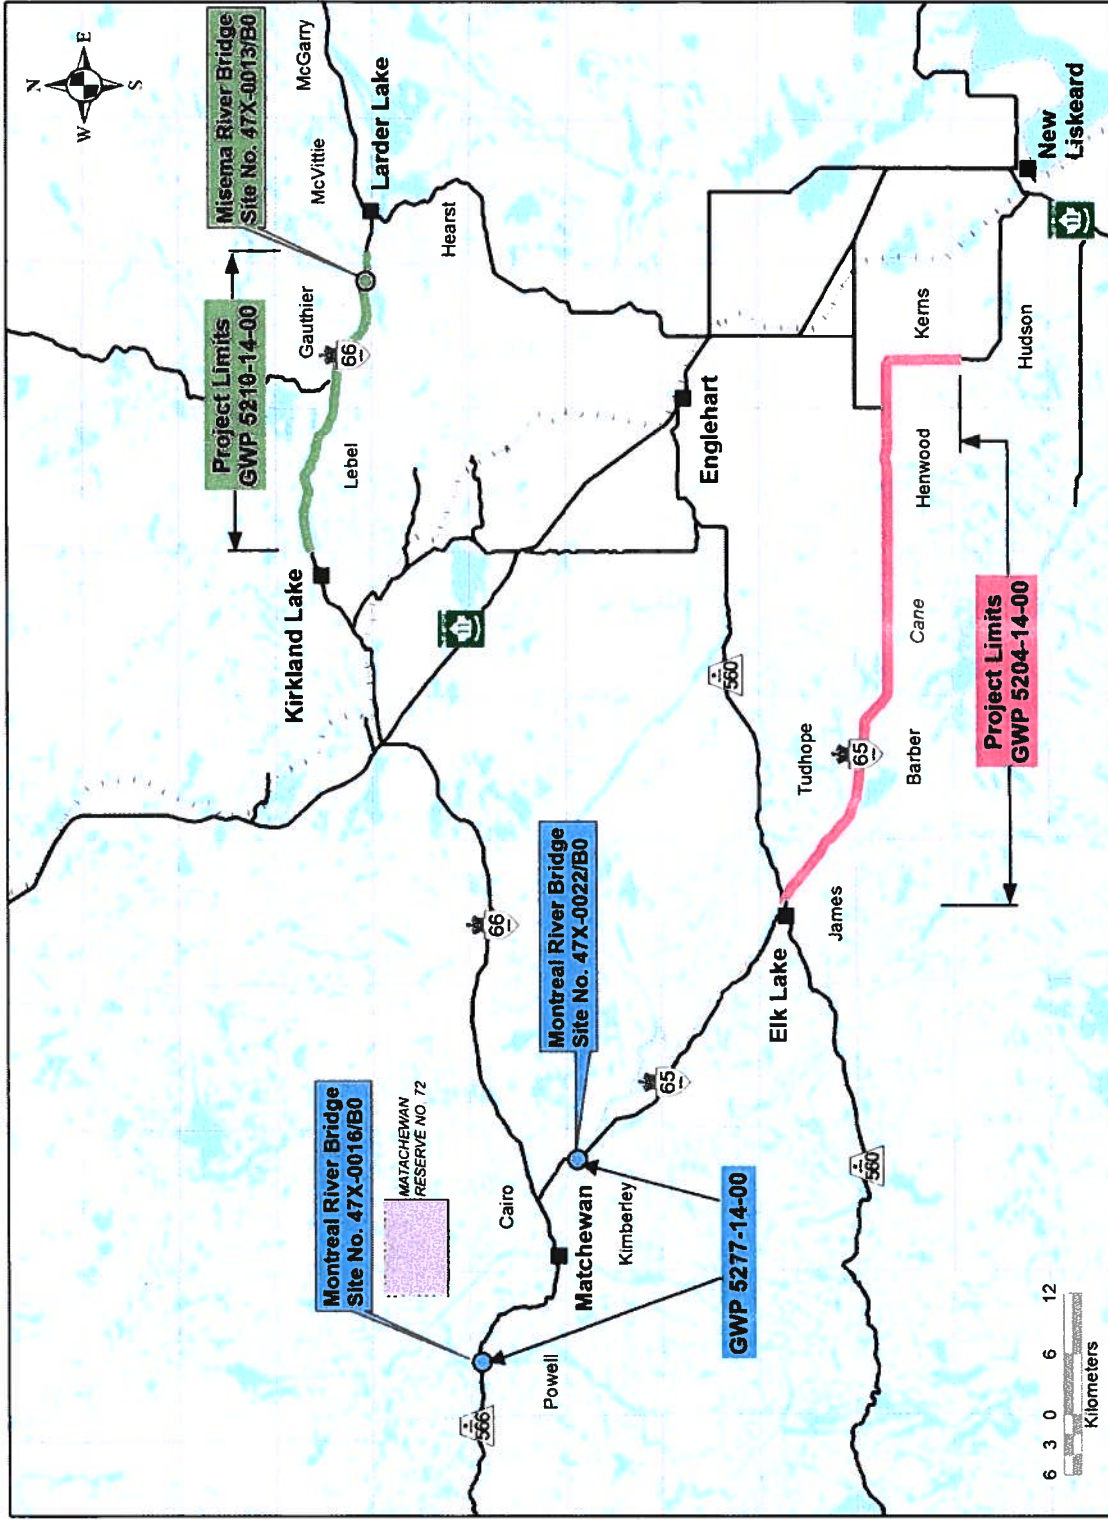 N
W
E
S
Misema River Bridge
Site No. 47X-0013/B0
Project Limits
GWP 5210-14-00
McGarry
McVittie
Gauthier
Kirkland Lake
Larder Lake
66
Lebel
Montreal River Bridge
Site No. 47X-0016/B0
MATACHEWAN
RESERVE NO. 72
Hearst
11
566
66
Cairo
Powell
Montreal River Bridge
Site No. 47X-0022/B0
Matchewan
Kimberley
65
Englehart
560
GWP 5277-14-00
Elk Lake
Tudhope
James
65
560
Barber
Cane
Henwood
Kerns
Project Limits
GWP 5204-14-00
Hudson
New
Liskeard
11
6 3 0 6 12
Kilometers